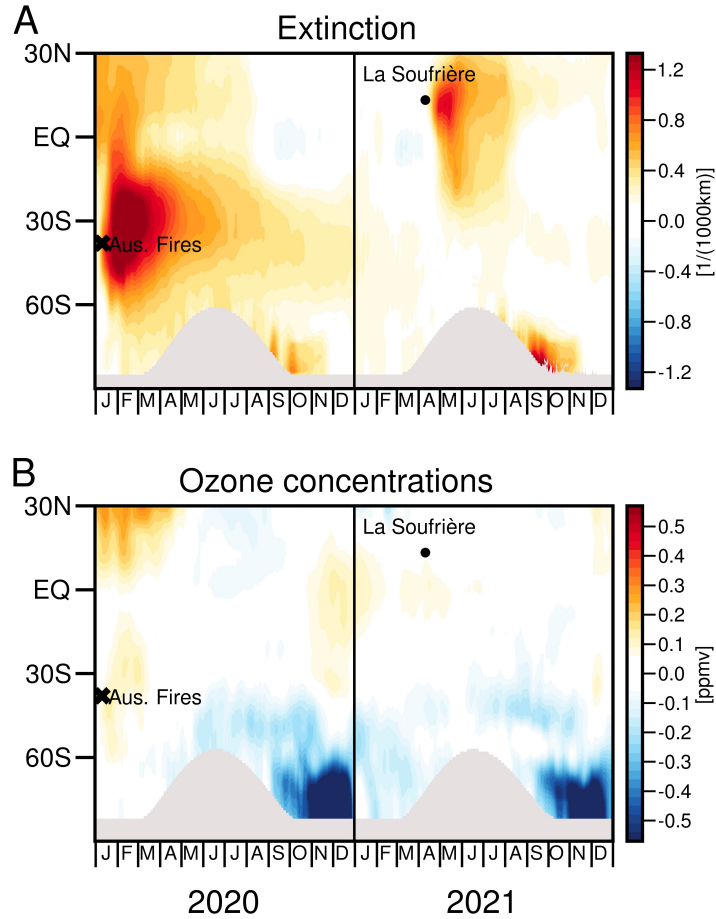 A
Extinction
30N
EQ
30S
60S
La Soufrière
Aus. Fires
1.2
0.8
0.4
0.0
-0.4
-0.8
-1.2
[1/(1000km)]
J F M A M J J A S O N D J F M A M J J A S O N D
B
Ozone concentrations
30N
EQ
30S
60S
La Soufrière
Aus. Fires
0.5
0.4
0.3
0.2
0.1
0.0
-0.1
-0.2
-0.3
-0.4
-0.5
[ppmv]
J F M A M J J A S O N D J F M A M J J A S O N D
2020 2021